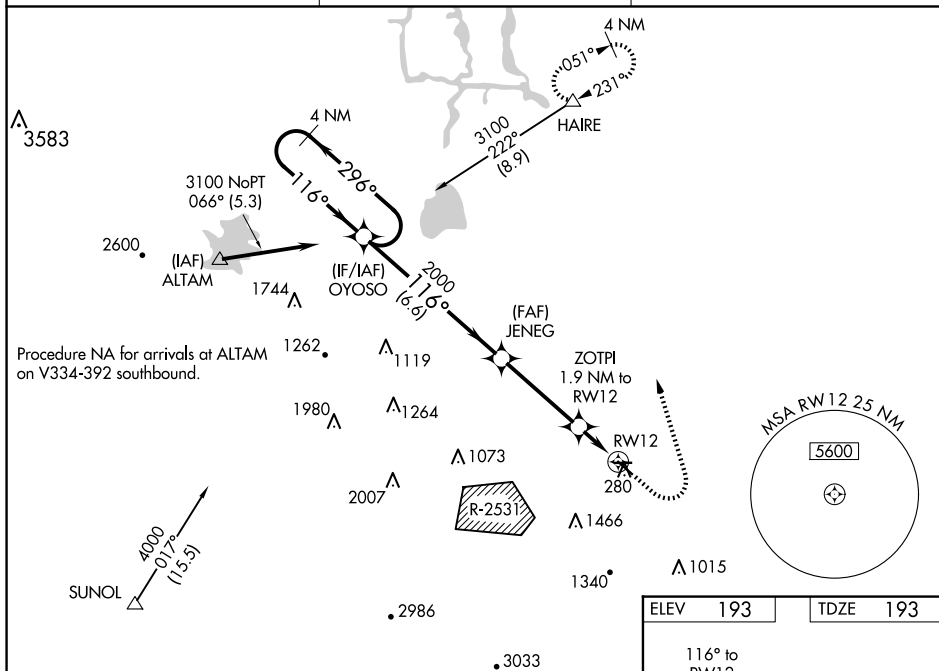 4 NM
051°
231°
HAIRE
3100
222°
(8.9)
3583
4 NM
296°
116°
3100 NoPT
066° (5.3)
2600
(IAF)
ALTAM
(IF/IAF)
OYOSO
2000
116°
(6.6)
1744
(FAF)
JENEG
Procedure NA for arrivals at ALTAM
on V334-392 southbound.
1262
1119
ZOTPI
1.9 NM to
RW12
1980
1264
MSA RW12 25 NM
5600
RW12
280
1073
2007
R-2531
1466
4000
017°
(15.5)
SUNOL
1340
1015
2986
3033
ELEV 193
TDZE 193
116° to
RW12